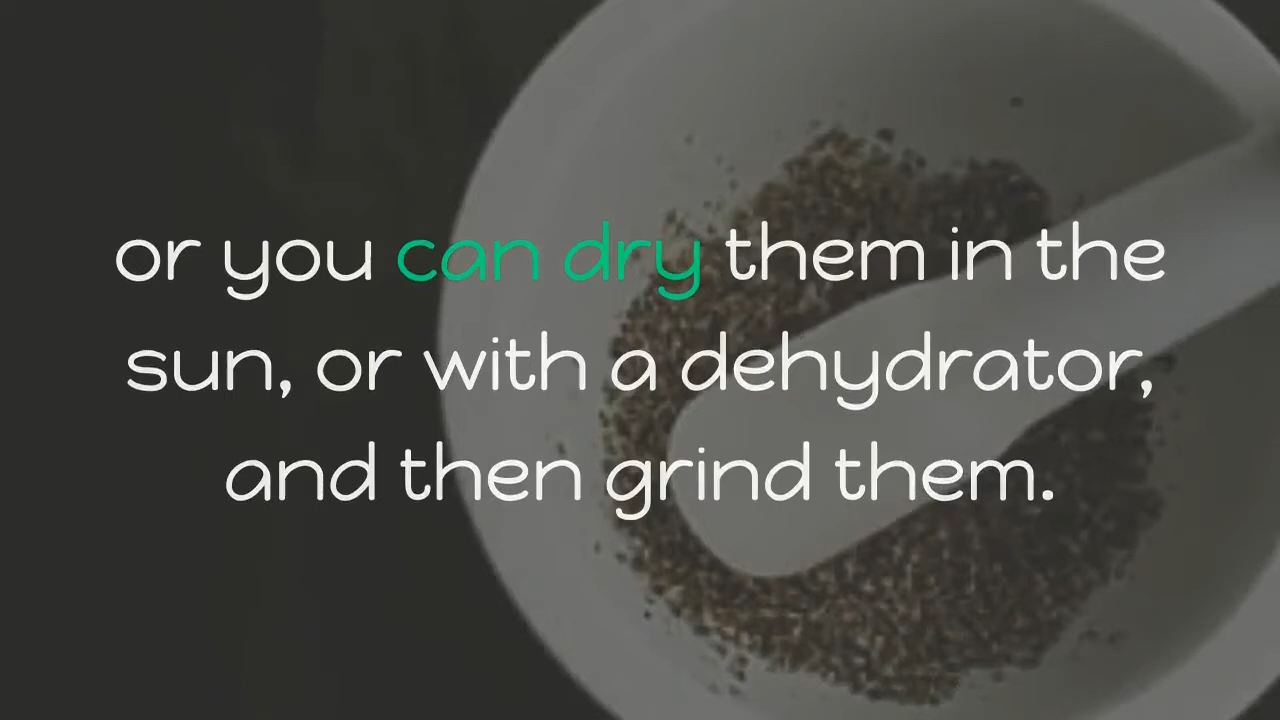 or you can dry them in the
sun, or with a dehydrator,
and then grind them.